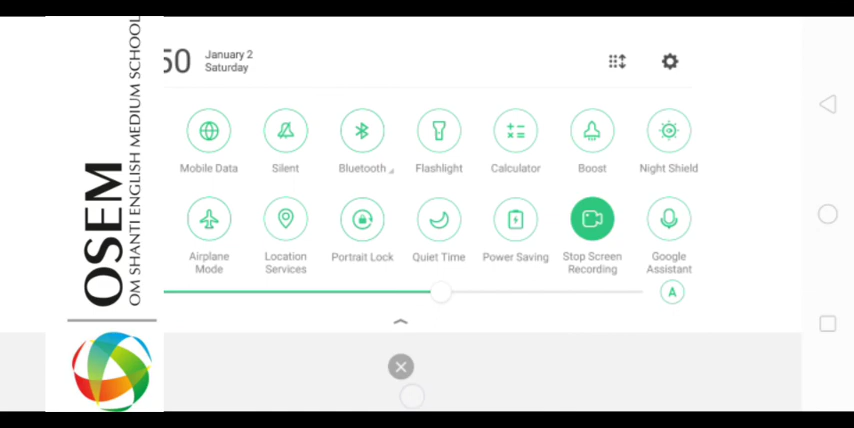 OSEM
OM SHANTI ENGLISH MEDIUM SCHOOL
50
January 2
Saturday
Mobile Data
Silent
Bluetooth
Flashlight
Calculator
Boost
Night Shield
Airplane
Mode
Location
Services
Portrait Lock
Quiet Time
Power Saving
Stop Screen
Recording
Google
Assistant
A